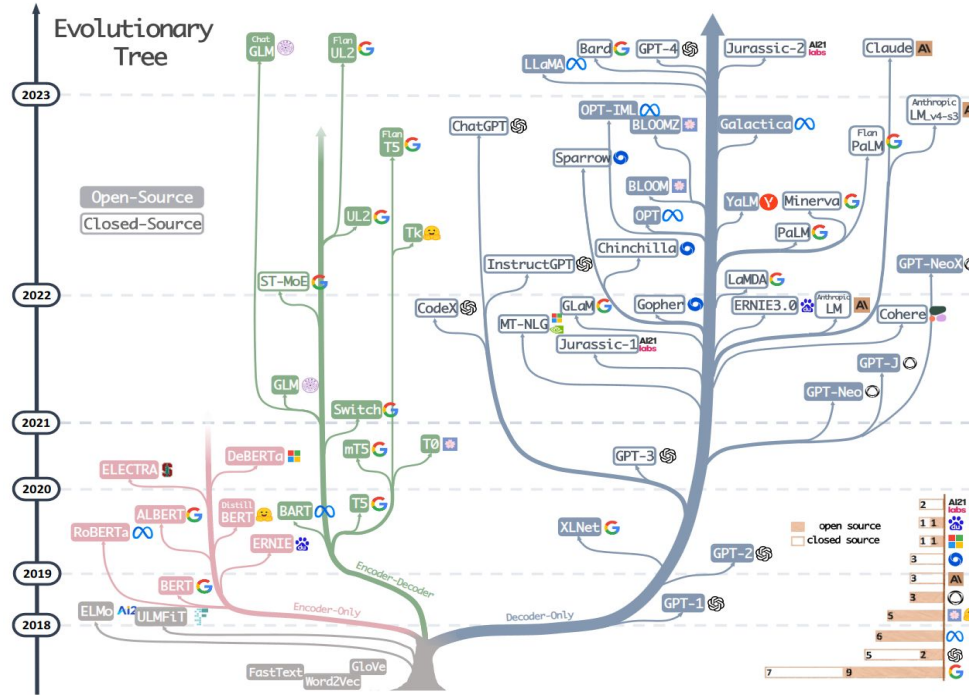 Evolutionary
Tree
Open-Source
Closed-Source
2023
2022
2021
2020
2019
2018
Chat
GLM
Flan
UL2
Flan
T5
UL2
Tk
ST-MoE
GLM
Switch
mT5
T0
T5
BART
Encoder-Decoder
DeBERTa
ELECTRA
ALBERT
Distill
BERT
RoBERTa
ERNIE
BERT
Encoder-Only
ELMo
AI2
ULMFiT
FastText
GloVe
Word2Vec
Bard
GPT-4
Jurassic-2
AI21
labs
Claude
LLaMA
Anthropic
LM_v4-s3
OPT-IML
BLOOMZ
Galactica
ChatGPT
Flan
PaLM
Sparrow
BLOOM
YaLM
Minerva
OPT
PaLM
Chinchilla
InstructGPT
GPT-NeoX
LaMDA
CodeX
GLaM
Gopher
ERNIE3.0
Anthropic
LM
Cohere
MT-NLG
Jurassic-1
AI21
labs
GPT-J
GPT-Neo
GPT-3
XLNet
GPT-2
GPT-1
Decoder-Only
open source
closed source
2
AI21
labs
1 1
1 1
3
3
3
5
6
5 2
7 9